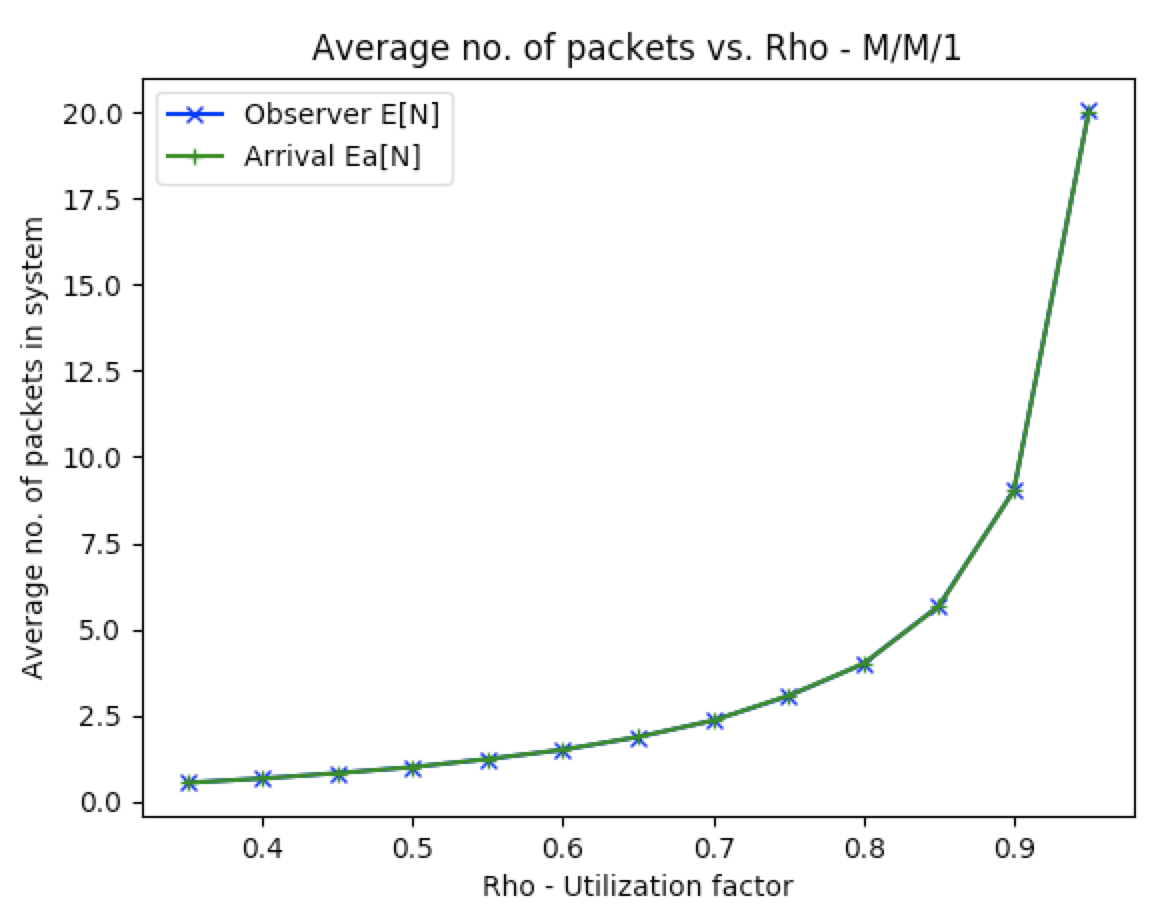 Average no. of packets vs. Rho - M/M/1
Observer E[N]
Arrival Ea[N]
20.0
17.5
15.0
12.5
10.0
7.5
5.0
2.5
0.0
Average no. of packets in system
0.4 0.5 0.6 0.7 0.8 0.9
Rho - Utilization factor